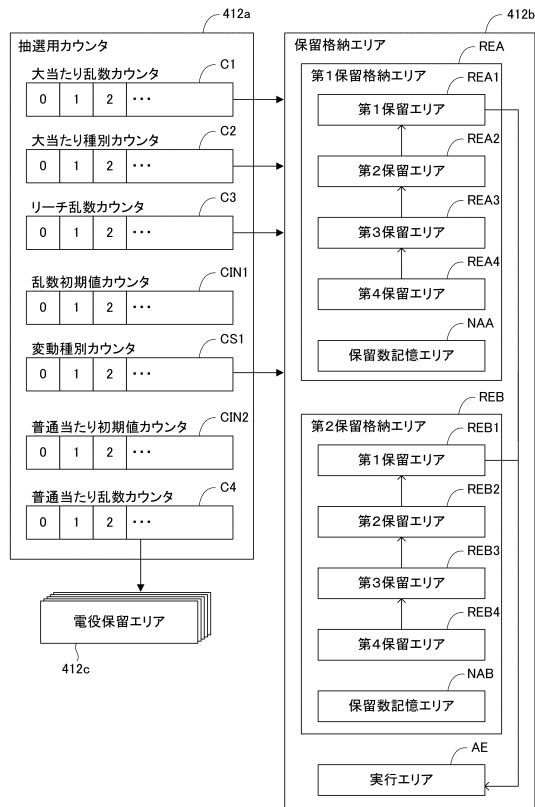 412a
抽選用カウンタ
大当たり乱数カウンタ
C1
0 1 2 ・・・
大当たり種別カウンタ
C2
0 1 2 ・・・
リーチ乱数カウンタ
C3
0 1 2 ・・・
乱数初期値カウンタ
CIN1
0 1 2 ・・・
変動種別カウンタ
CS1
0 1 2 ・・・
普通当たり初期値カウンタ
CIN2
0 1 2 ・・・
普通当たり乱数カウンタ
C4
0 1 2 ・・・
電役保留エリア
412c
412b
保留格納エリア
REA
第1保留格納エリア
REA1
第1保留エリア
REA2
第2保留エリア
REA3
第3保留エリア
REA4
第4保留エリア
NAA
保留数記憶エリア
REB
第2保留格納エリア
REB1
第1保留エリア
REB2
第2保留エリア
REB3
第3保留エリア
REB4
第4保留エリア
NAB
保留数記憶エリア
AE
実行エリア